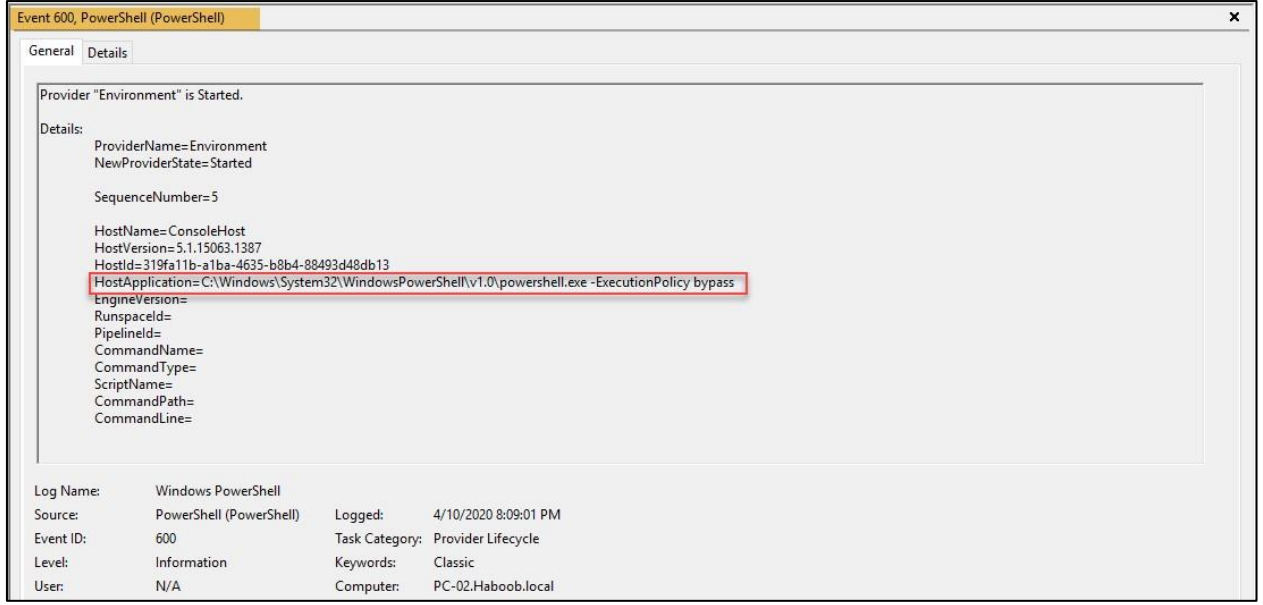 Event 600, PowerShell (PowerShell)
General Details
Provider "Environment" is Started.
Details:
ProviderName=Environment
NewProviderState=Started
SequenceNumber=5
HostName=ConsoleHost
HostVersion=5.1.15063.1387
HostId=319fa11b-a1ba-4635-b8b4-88493d48db13
HostApplication=C:\Windows\System32\WindowsPowerShell\v1.0\powershell.exe -ExecutionPolicy bypass
EngineVersion=
RunspaceId=
PipelineId=
CommandName=
CommandType=
ScriptName=
CommandPath=
CommandLine=
Log Name: Windows PowerShell
Source: PowerShell (PowerShell) Logged: 4/10/2020 8:09:01 PM
Event ID: 600 Task Category: Provider Lifecycle
Level: Information Keywords: Classic
User: N/A Computer: PC-02.Haboob.local